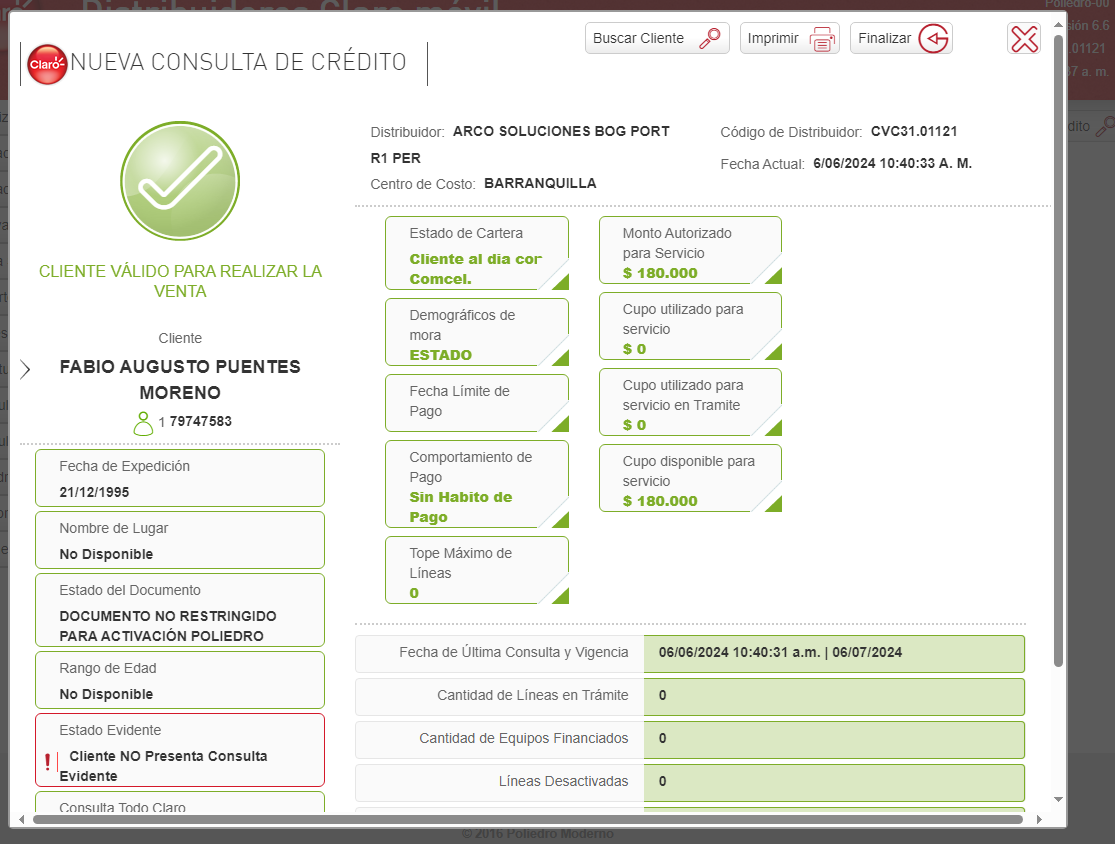 Distribuidores Claro móvil
Poliedro-00
6.6
.01121
a. m.
Buscar Cliente
Imprimir
Finalizar
Claro
NUEVA CONSULTA DE CRÉDITO
CLIENTE VÁLIDO PARA REALIZAR LA
VENTA
Cliente
FABIO AUGUSTO PUENTES
MORENO
1 79747583
Fecha de Expedición
21/12/1995
Nombre de Lugar
No Disponible
Estado del Documento
DOCUMENTO NO RESTRINGIDO
PARA ACTIVACIÓN POLIEDRO
Rango de Edad
No Disponible
Estado Evidente
! Cliente NO Presenta Consulta
Evidente
Consulta Todo Claro
Distribuidor: ARCO SOLUCIONES BOG PORT
R1 PER
Centro de Costo: BARRANQUILLA
Código de Distribuidor: CVC31.01121
Fecha Actual: 6/06/2024 10:40:33 A. M.
Estado de Cartera
Cliente al dia cor
Comcel.
Demográficos de
mora
ESTADO
Fecha Límite de
Pago
Comportamiento de
Pago
Sin Habito de
Pago
Tope Máximo de
Líneas
0
Monto Autorizado
para Servicio
$ 180.000
Cupo utilizado para
servicio
$ 0
Cupo utilizado para
servicio en Tramite
$ 0
Cupo disponible para
servicio
$ 180.000
Fecha de Última Consulta y Vigencia 06/06/2024 10:40:31 a.m. | 06/07/2024
Cantidad de Líneas en Trámite 0
Cantidad de Equipos Financiados 0
Líneas Desactivadas 0
© 2016 Poliedro Moderno